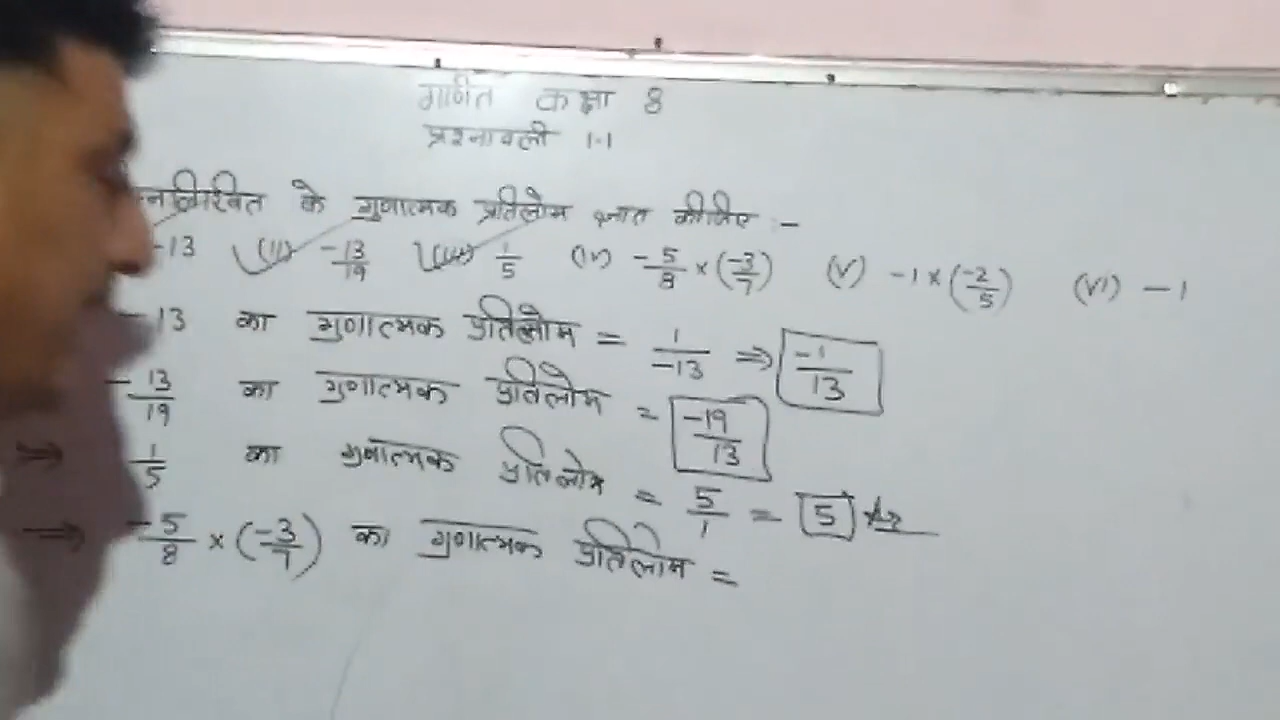 गणित कक्षा 8
प्रश्नावली 1.1
के गुणात्मक प्रतिलोम ज्ञात कीजिए :-
-13 (ii) -13/19 (iii) 1/5 (iv) -5/8 × (-3/7) (v) -1 × (-2/5) (vi) -1
-13 का गुणात्मक प्रतिलोम = 1/-13 ⇒ -1/13
-13/19 का गुणात्मक प्रतिलोम = -19/13
⇒ 1/5 का गुणात्मक प्रतिलोम = 5/1 = 5
⇒ -5/8 × (-3/7) का गुणात्मक प्रतिलोम =